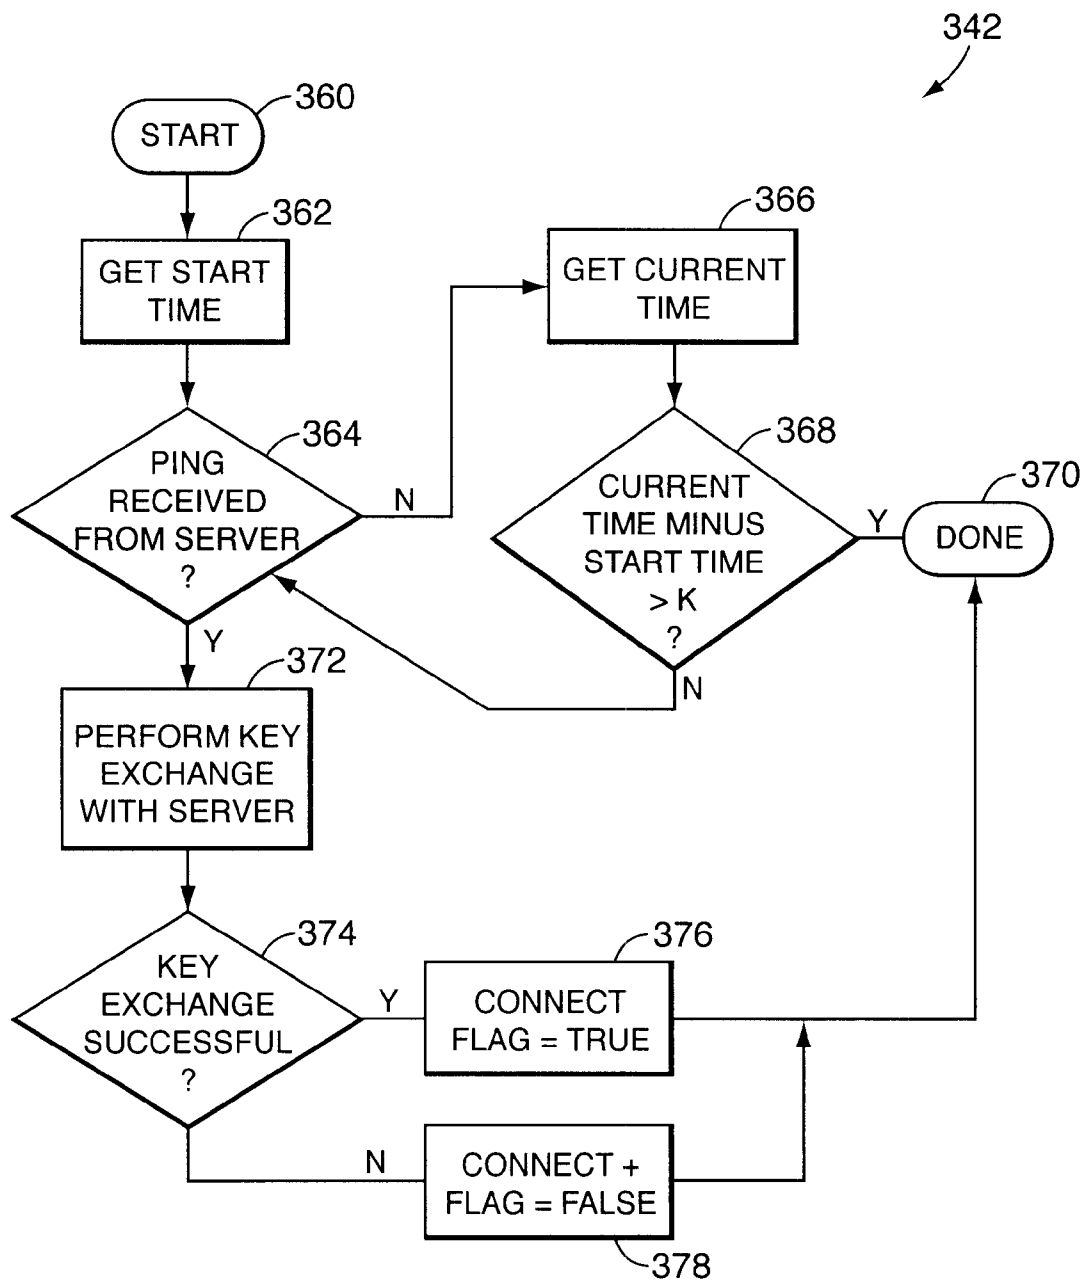 342
360
START
362
GET START
TIME
366
GET CURRENT
TIME
364
PING
RECEIVED
FROM SERVER
?
N
Y
368
CURRENT
TIME MINUS
START TIME
> K
?
Y
N
370
DONE
372
PERFORM KEY
EXCHANGE
WITH SERVER
374
KEY
EXCHANGE
SUCCESSFUL
?
Y
N
376
CONNECT
FLAG = TRUE
CONNECT +
FLAG = FALSE
378